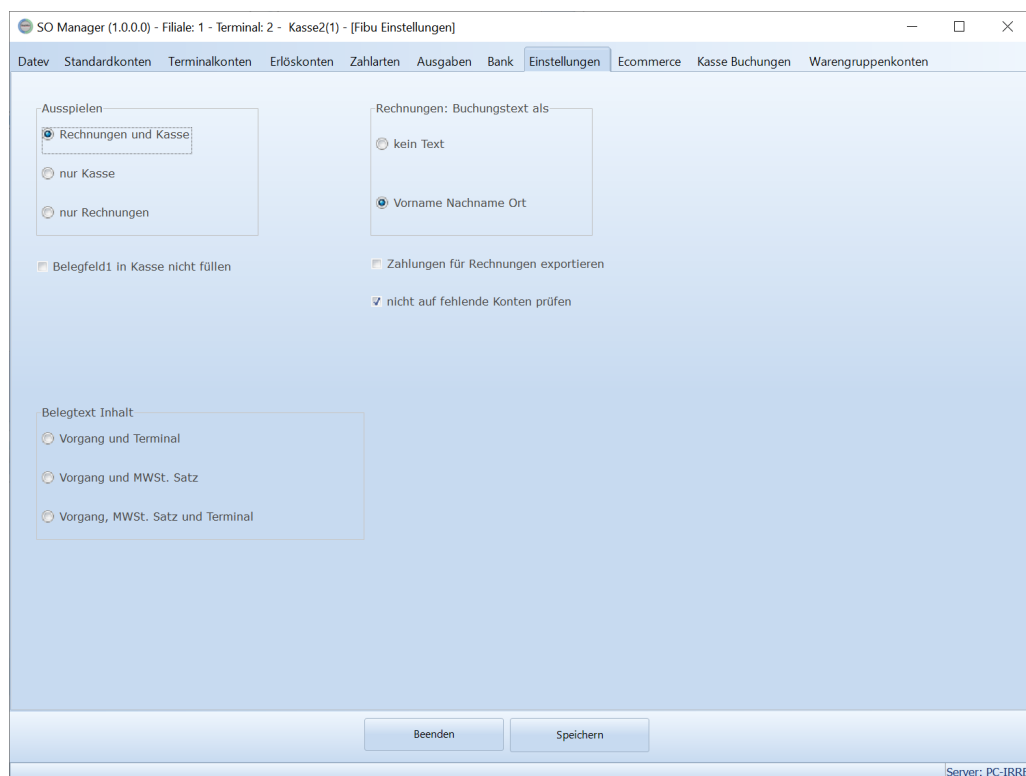 SO Manager (1.0.0.0) - Filiale: 1 - Terminal: 2 - Kasse2(1) - [Fibu Einstellungen]
Datev Standardkonten Terminalkonten Erlöskonten Zahlarten Ausgaben Bank Einstellungen Ecommerce Kasse Buchungen Warengruppenkonten
Ausspielen
Rechnungen und Kasse
nur Kasse
nur Rechnungen
Rechnungen: Buchungstext als
kein Text
Vorname Nachname Ort
Belegfeld1 in Kasse nicht füllen
Zahlungen für Rechnungen exportieren
nicht auf fehlende Konten prüfen
Belegtext Inhalt
Vorgang und Terminal
Vorgang und MWSt. Satz
Vorgang, MWSt. Satz und Terminal
Beenden Speichern
Server: